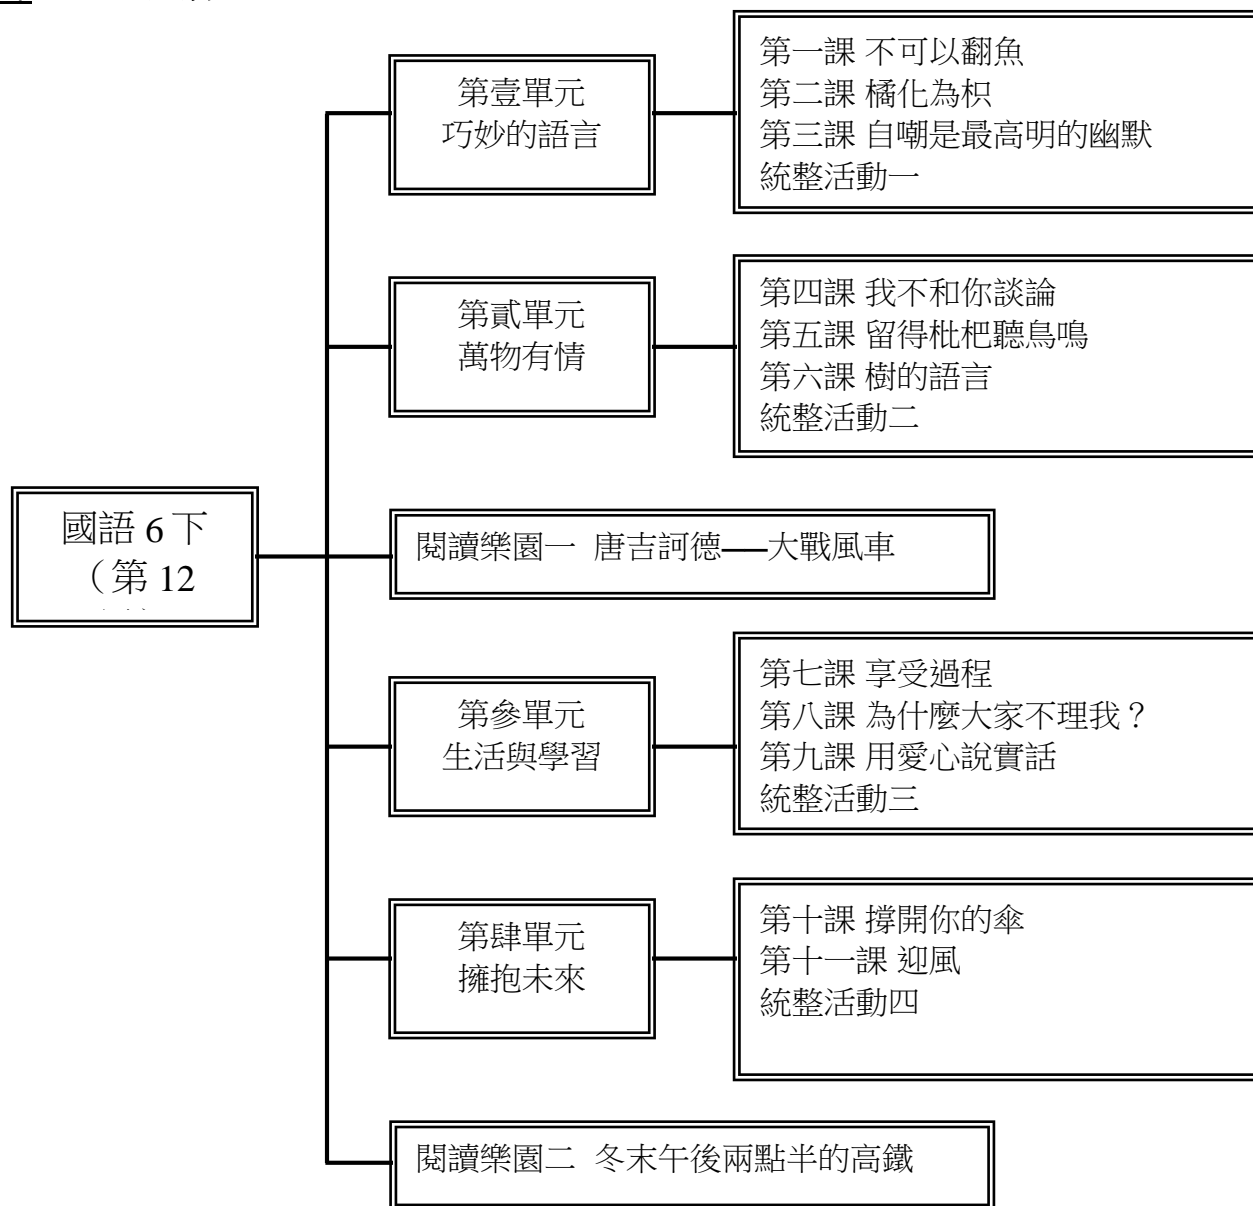 第壹單元
巧妙的語言
第一課 不可以翻魚
第二課 橘化為枳
第三課 自嘲是最高明的幽默
統整活動一
第貳單元
萬物有情
第四課 我不和你談論
第五課 留得枇杷聽鳥鳴
第六課 樹的語言
統整活動二
國語 6 下
（第 12
閱讀樂園一 唐吉訶德──大戰風車
第參單元
生活與學習
第七課 享受過程
第八課 為什麼大家不理我？
第九課 用愛心說實話
統整活動三
第肆單元
擁抱未來
第十課 撐開你的傘
第十一課 迎風
統整活動四
閱讀樂園二 冬末午後兩點半的高鐵